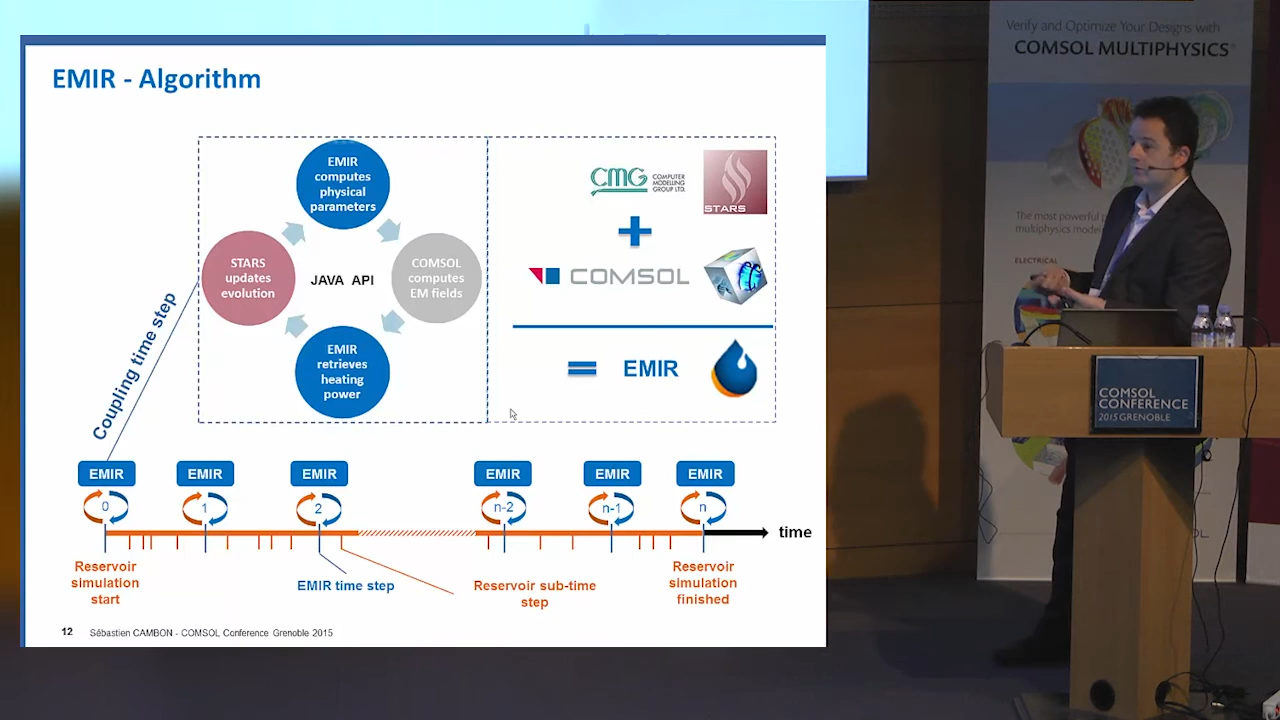 EMIR - Algorithm
EMIR
computes
physical
parameters
STARS
updates
evolution
JAVA API
COMSOL
computes
EM fields
EMIR
retrieves
heating
power
Coupling time step
CMG
COMPUTER
MODELLING
GROUP LTD.
STARS
+
COMSOL
= EMIR
EMIR
EMIR
EMIR
EMIR
EMIR
EMIR
0
1
2
n-2
n-1
n
time
Reservoir
simulation
start
EMIR time step
Reservoir sub-time
step
Reservoir
simulation
finished
12
Sébastien CAMBON - COMSOL Conference Grenoble 2015
Verify and Optimize Your Designs with
COMSOL MULTIPHYSICS®
The most powerful
multiphysics
ELECTRICAL
COMSOL
CONFERENCE
2015 GRENOBLE